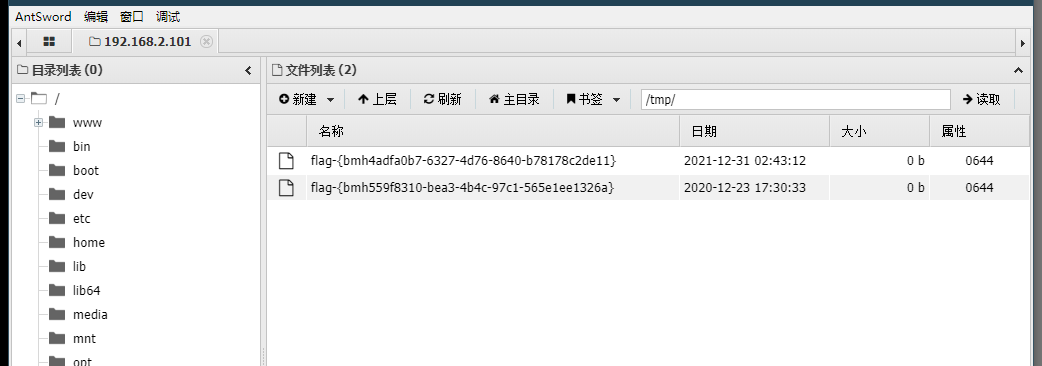 AntSword 编辑 窗口 调试
192.168.2.101
目录列表 (0)
/
www
bin
boot
dev
etc
home
lib
lib64
media
mnt
opt
文件列表 (2)
新建 上层 刷新 主目录 书签 /tmp/ 读取
名称 日期 大小 属性
flag-{bmh4adfa0b7-6327-4d76-8640-b78178c2de11} 2021-12-31 02:43:12 0 b 0644
flag-{bmh559f8310-bea3-4b4c-97c1-565e1ee1326a} 2020-12-23 17:30:33 0 b 0644